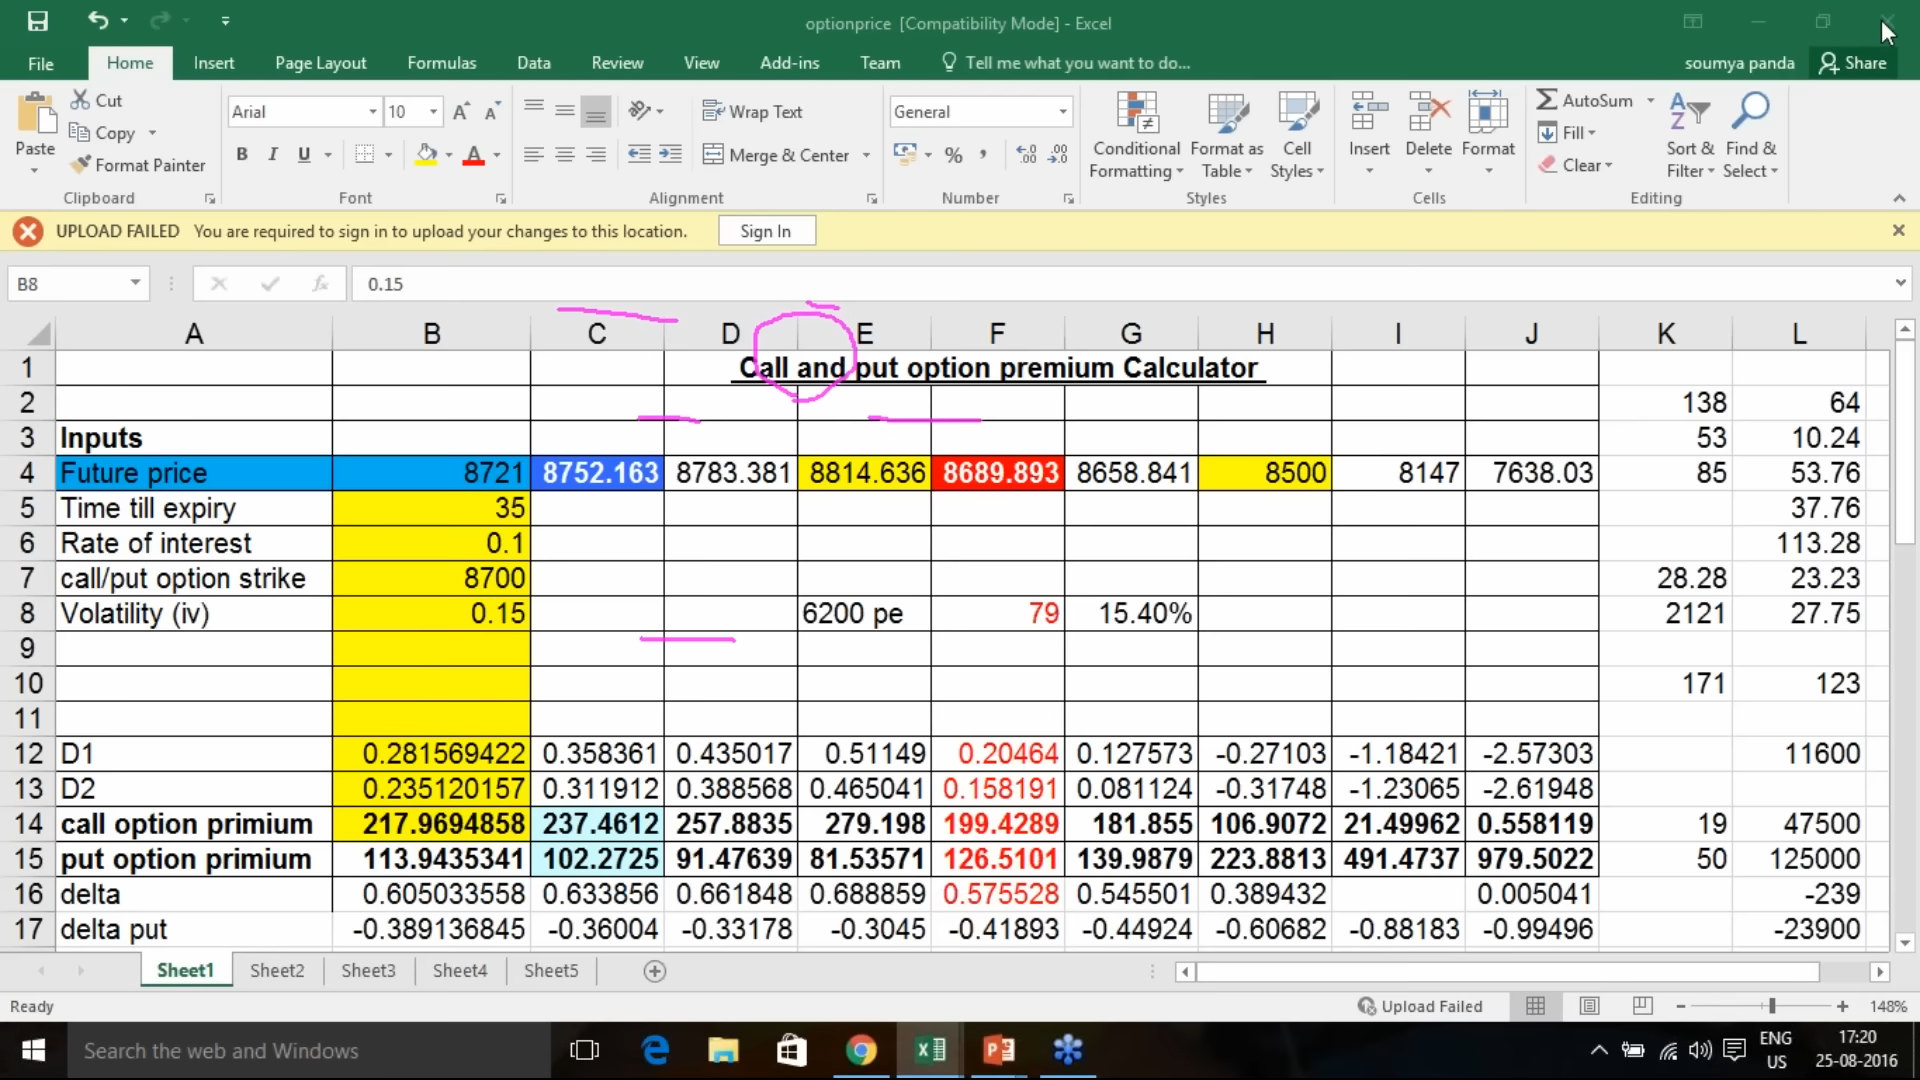 optionprice [Compatibility Mode] - Excel
File Home Insert Page Layout Formulas Data Review View Add-ins Team Tell me what you want to do... soumya panda Share
Paste Cut Copy Format Painter
Arial 10 B I U A
Wrap Text Merge & Center
General %
Conditional Formatting Format as Table Cell Styles
Insert Delete Format
AutoSum Fill Clear Sort & Filter Find & Select
Clipboard Font Alignment Number Styles Cells Editing
UPLOAD FAILED You are required to sign in to upload your changes to this location. Sign In
B8 fx 0.15
A B C D E F G H I J K L
1 Call and put option premium Calculator
2 138 64
3 Inputs 53 10.24
4 Future price 8721 8752.163 8783.381 8814.636 8689.893 8658.841 8500 8147 7638.03 85 53.76
5 Time till expiry 35 37.76
6 Rate of interest 0.1 113.28
7 call/put option strike 8700 28.28 23.23
8 Volatility (iv) 0.15 6200 pe 79 15.40% 2121 27.75
9
10 171 123
11
12 D1 0.281569422 0.358361 0.435017 0.51149 0.20464 0.127573 -0.27103 -1.18421 -2.57303 11600
13 D2 0.235120157 0.311912 0.388568 0.465041 0.158191 0.081124 -0.31748 -1.23065 -2.61948
14 call option primium 217.9694858 237.4612 257.8835 279.198 199.4289 181.855 106.9072 21.49962 0.558119 19 47500
15 put option primium 113.9435341 102.2725 91.47639 81.53571 126.5101 139.9879 223.8813 491.4737 979.5022 50 125000
16 delta 0.605033558 0.633856 0.661848 0.688859 0.575528 0.545501 0.389432 0.005041 -239
17 delta put -0.389136845 -0.36004 -0.33178 -0.3045 -0.41893 -0.44924 -0.60682 -0.88183 -0.99496 -23900
Sheet1 Sheet2 Sheet3 Sheet4 Sheet5
Ready Upload Failed 148%
Search the web and Windows ENG US 17:20 25-08-2016